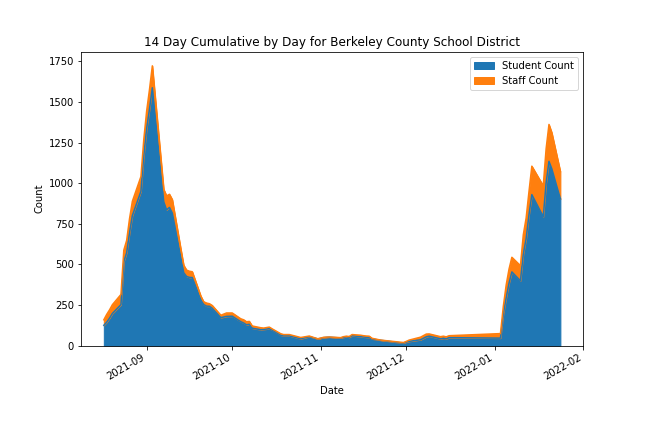 14 Day Cumulative by Day for Berkeley County School District
Student Count
Staff Count
1750
1500
1250
1000
750
500
250
0
Count
2021-09
2021-10
2021-11
2021-12
2022-01
2022-02
Date